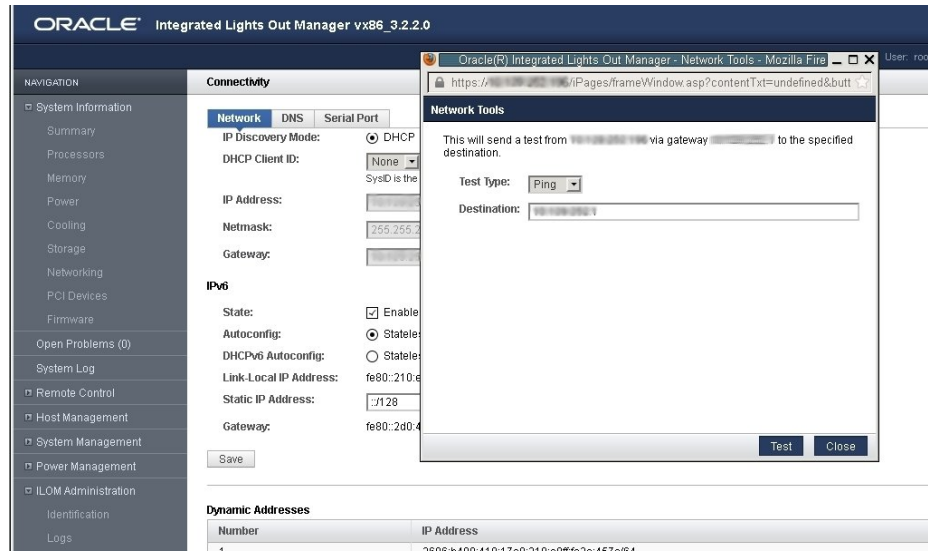 ORACLE® Integrated Lights Out Manager vx86_3.2.2.0
User: roo
NAVIGATION
System Information
Summary
Processors
Memory
Power
Cooling
Storage
Networking
PCI Devices
Firmware
Open Problems (0)
System Log
Remote Control
Host Management
System Management
Power Management
ILOM Administration
Identification
Logs
Connectivity
Network DNS Serial Port
IP Discovery Mode: DHCP
DHCP Client ID: None
SysID is the
IP Address:
Netmask: 255.255.2
Gateway:
IPv6
State: Enable
Autoconfig: Stateles
DHCPv6 Autoconfig: Stateles
Link-Local IP Address: fe80::210:e
Static IP Address: ::/128
Gateway: fe80::2d0:4
Save
Dynamic Addresses
Number IP Address
1
Oracle(R) Integrated Lights Out Manager - Network Tools - Mozilla Fire
https:// /iPages/frameWindow.asp?contentTxt=undefined&butt
Network Tools
This will send a test from via gateway to the specified
destination.
Test Type: Ping
Destination:
Test Close